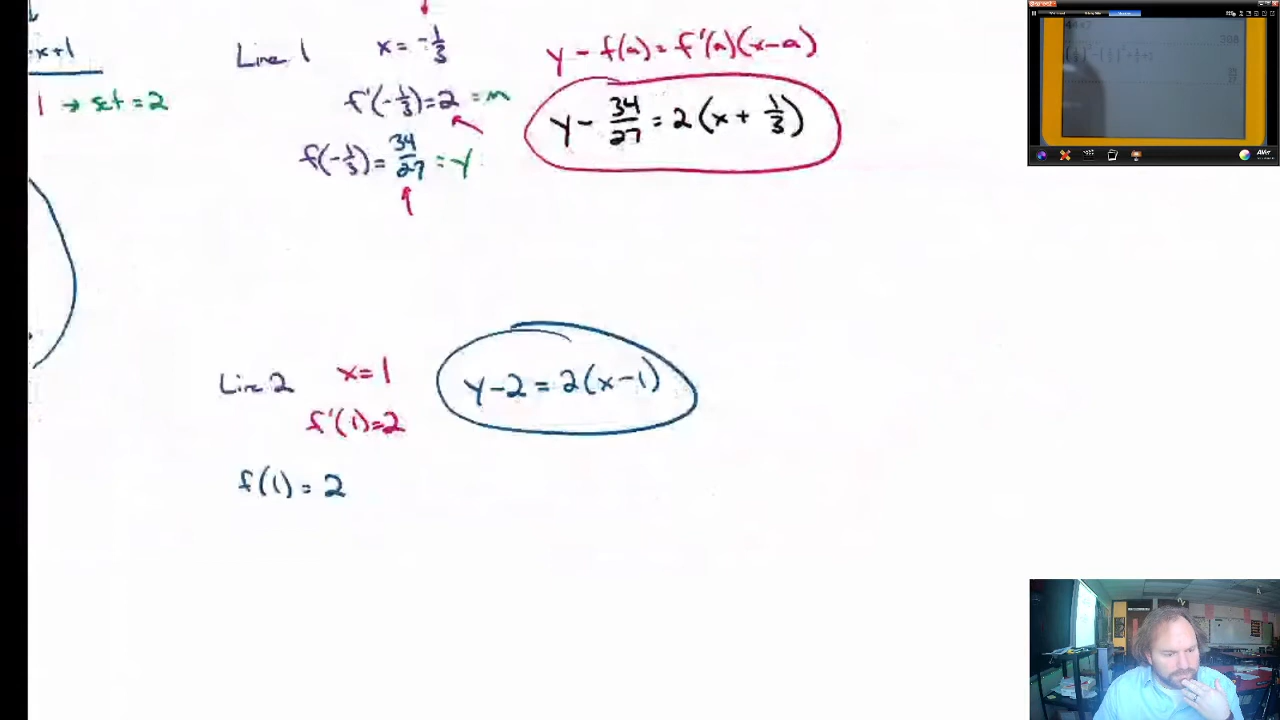 -x+1
1 → set = 2
Line 1
x = -1/3
f'(-1/3) = 2 = m
f(-1/3) = 34/27 = y
y - f(a) = f'(a)(x-a)
y - 34/27 = 2(x + 1/3)
Line 2
x=1
f'(1)=2
f(1) = 2
y-2 = 2(x-1)
308